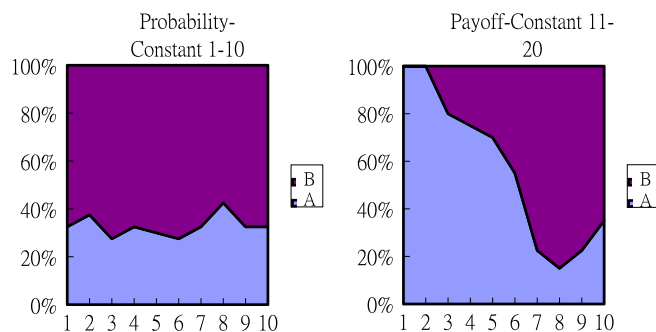 Probability-
Constant 1-10
100%
80%
60%
40%
20%
0%
1 2 3 4 5 6 7 8 9 10
B
A
Payoff-Constant 11-
20
100%
80%
60%
40%
20%
0%
1 2 3 4 5 6 7 8 9 10
B
A